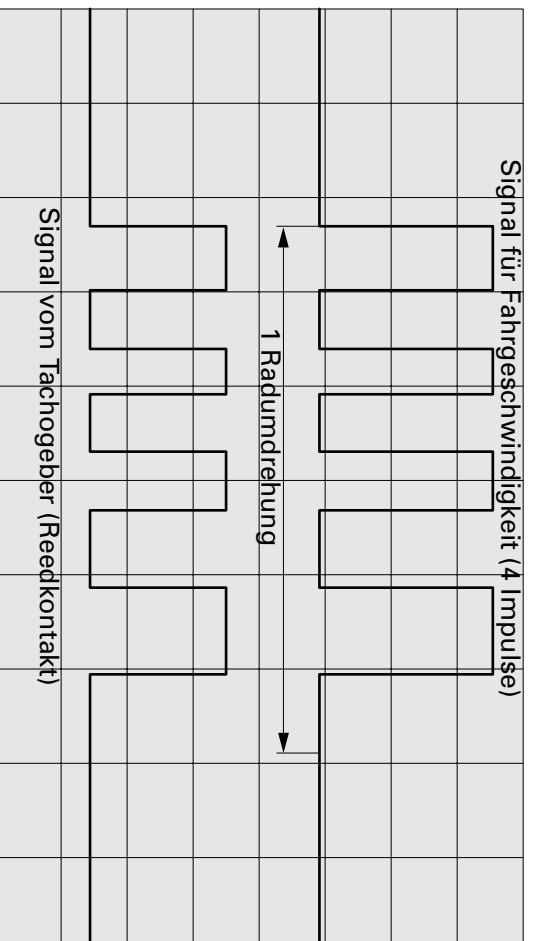 Signal für Fahrgeschwindigkeit (4 Impulse)
1 Radumdrehung
Signal vom Tachogeber (Reedkontakt)